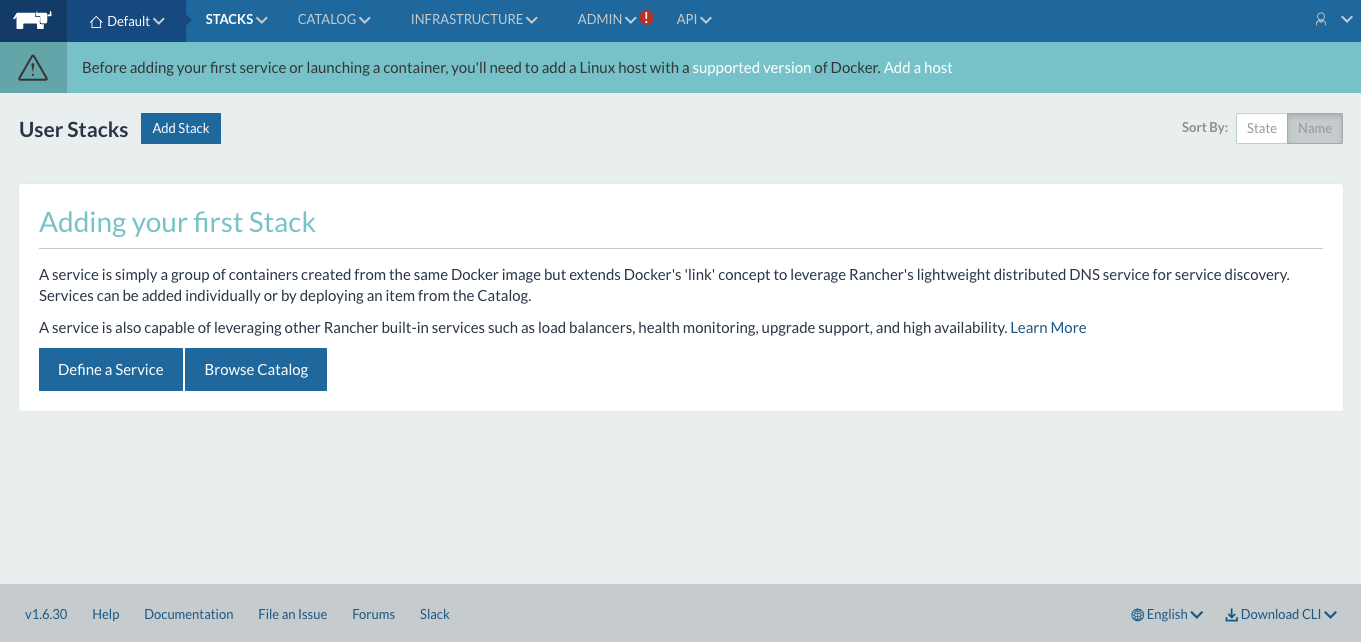 Default STACKS CATALOG INFRASTRUCTURE ADMIN ! API
Before adding your first service or launching a container, you'll need to add a Linux host with a supported version of Docker. Add a host
User Stacks Add Stack Sort By: State Name
Adding your first Stack
A service is simply a group of containers created from the same Docker image but extends Docker's 'link' concept to leverage Rancher's lightweight distributed DNS service for service discovery.
Services can be added individually or by deploying an item from the Catalog.
A service is also capable of leveraging other Rancher built-in services such as load balancers, health monitoring, upgrade support, and high availability. Learn More
Define a Service Browse Catalog
v1.6.30 Help Documentation File an Issue Forums Slack English Download CLI